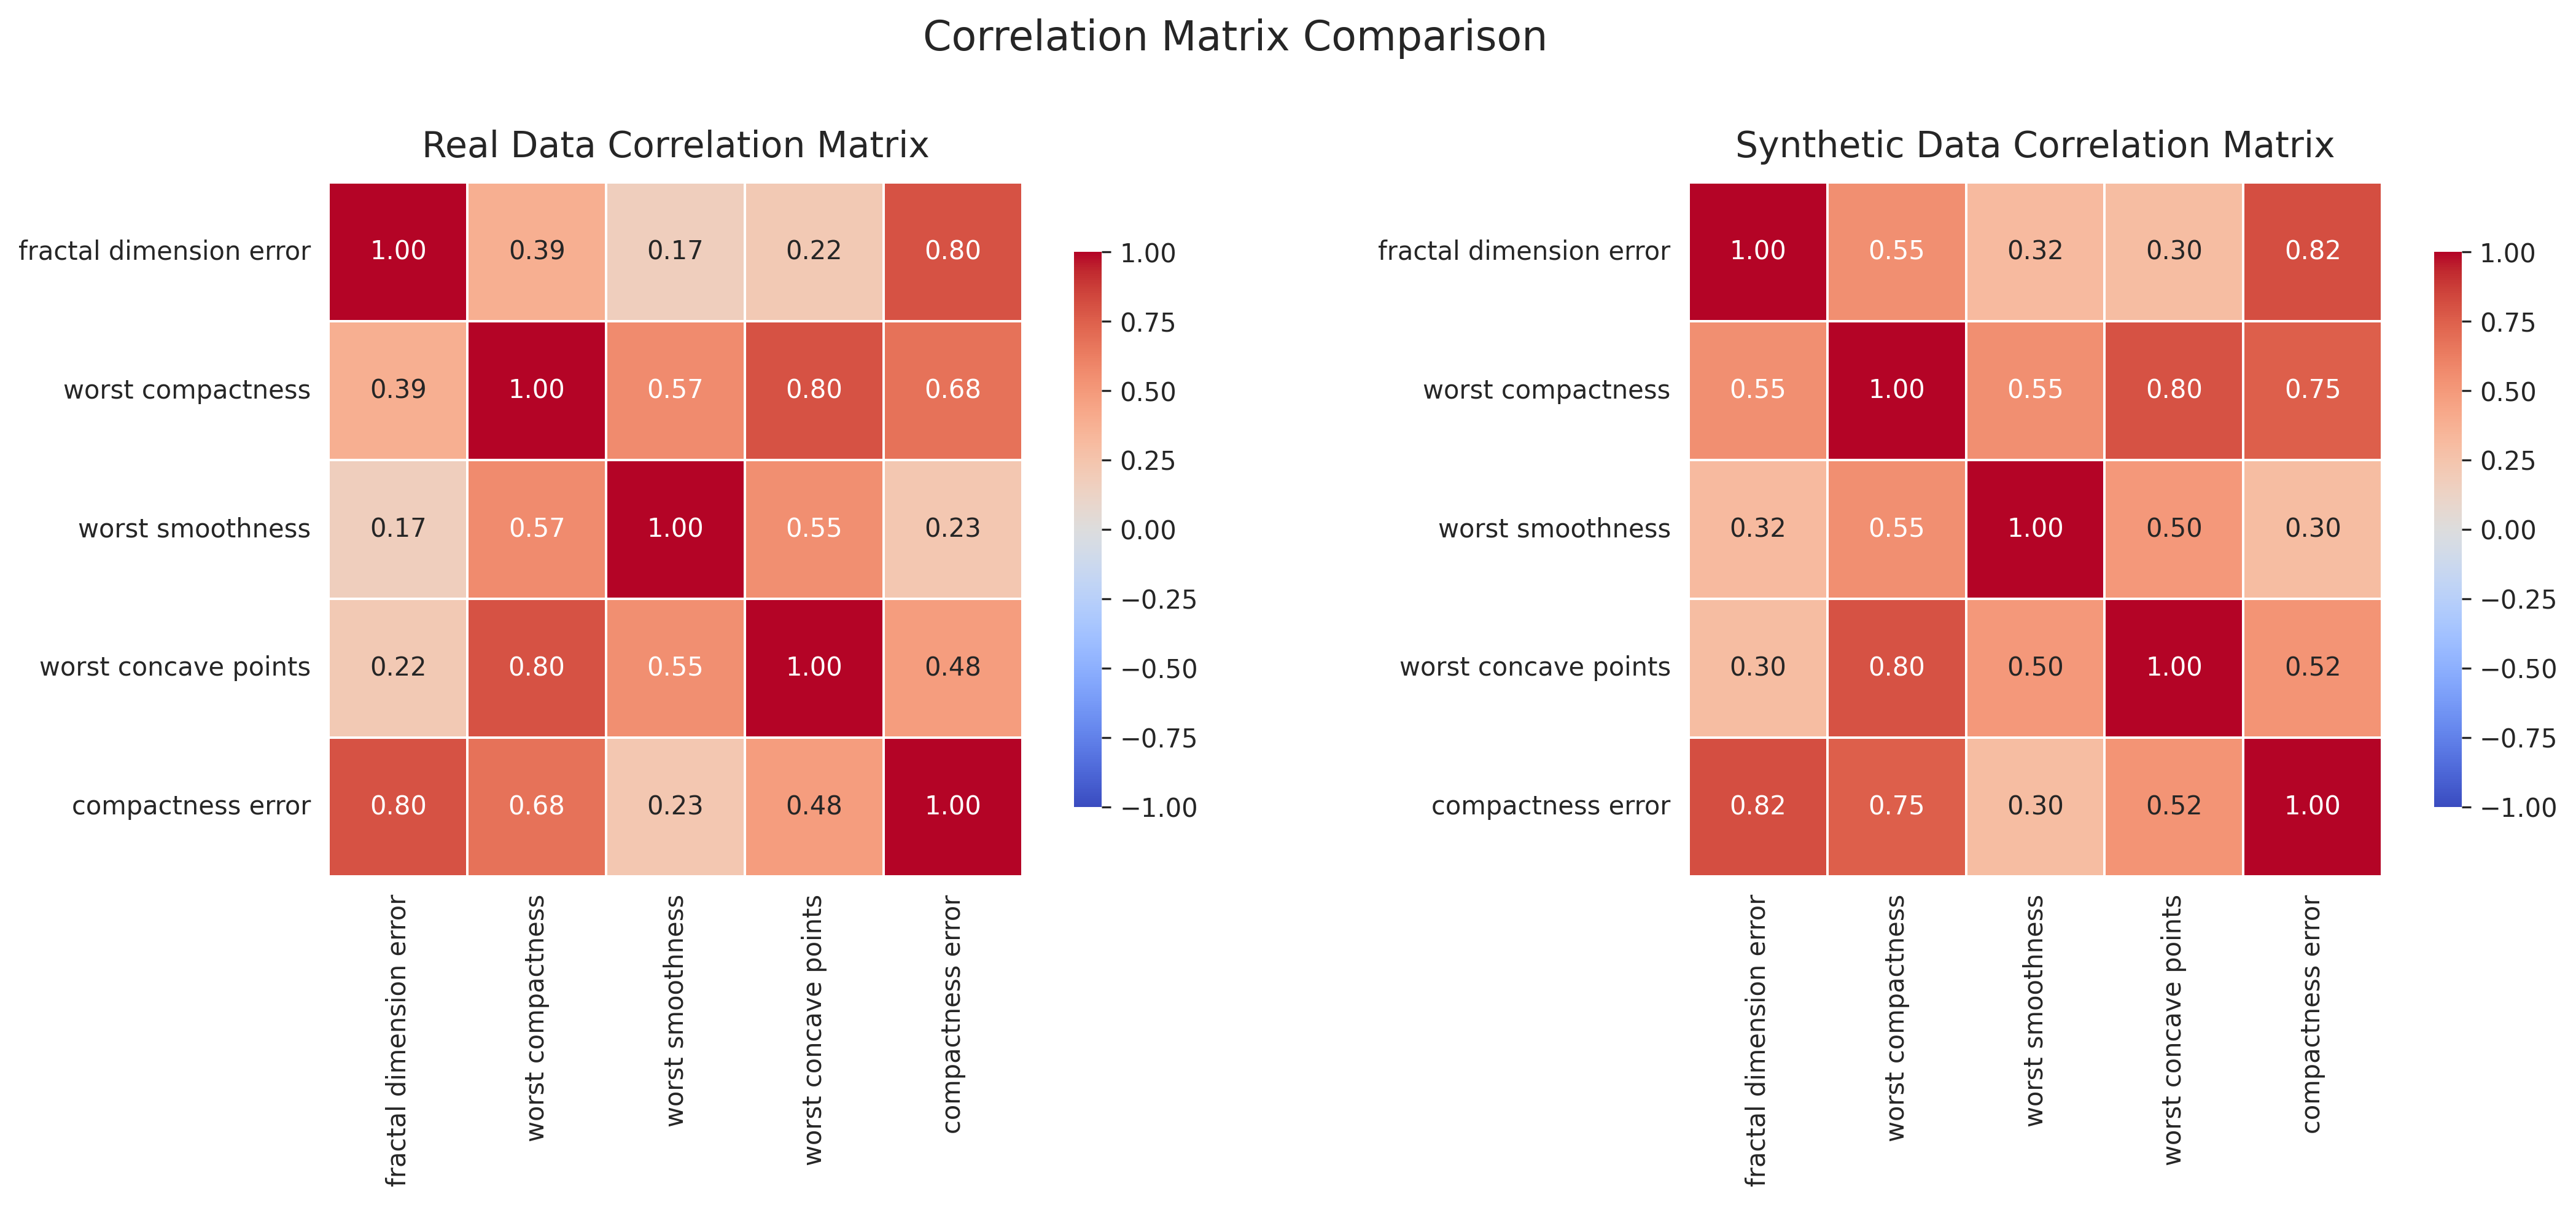 Correlation Matrix Comparison
Real Data Correlation Matrix
fractal dimension error 1.00 0.39 0.17 0.22 0.80
worst compactness 0.39 1.00 0.57 0.80 0.68
worst smoothness 0.17 0.57 1.00 0.55 0.23
worst concave points 0.22 0.80 0.55 1.00 0.48
compactness error 0.80 0.68 0.23 0.48 1.00
fractal dimension error
worst compactness
worst smoothness
worst concave points
compactness error
1.00
0.75
0.50
0.25
0.00
−0.25
−0.50
−0.75
−1.00
Synthetic Data Correlation Matrix
fractal dimension error 1.00 0.55 0.32 0.30 0.82
worst compactness 0.55 1.00 0.55 0.80 0.75
worst smoothness 0.32 0.55 1.00 0.50 0.30
worst concave points 0.30 0.80 0.50 1.00 0.52
compactness error 0.82 0.75 0.30 0.52 1.00
fractal dimension error
worst compactness
worst smoothness
worst concave points
compactness error
1.00
0.75
0.50
0.25
0.00
−0.25
−0.50
−0.75
−1.00